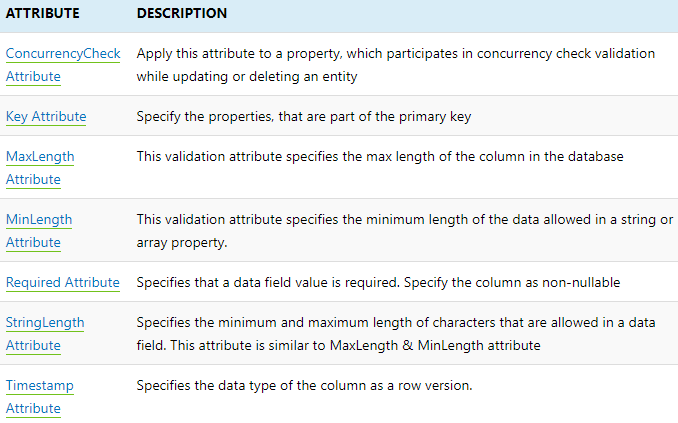 ATTRIBUTE DESCRIPTION
ConcurrencyCheck Apply this attribute to a property, which participates in concurrency check validation
Attribute while updating or deleting an entity
Key Attribute Specify the properties, that are part of the primary key
MaxLength This validation attribute specifies the max length of the column in the database
Attribute
MinLength This validation attribute specifies the minimum length of the data allowed in a string or
Attribute array property.
Required Attribute Specifies that a data field value is required. Specify the column as non-nullable
StringLength Specifies the minimum and maximum length of characters that are allowed in a data
Attribute field. This attribute is similar to MaxLength & MinLength attribute
Timestamp Specifies the data type of the column as a row version.
Attribute